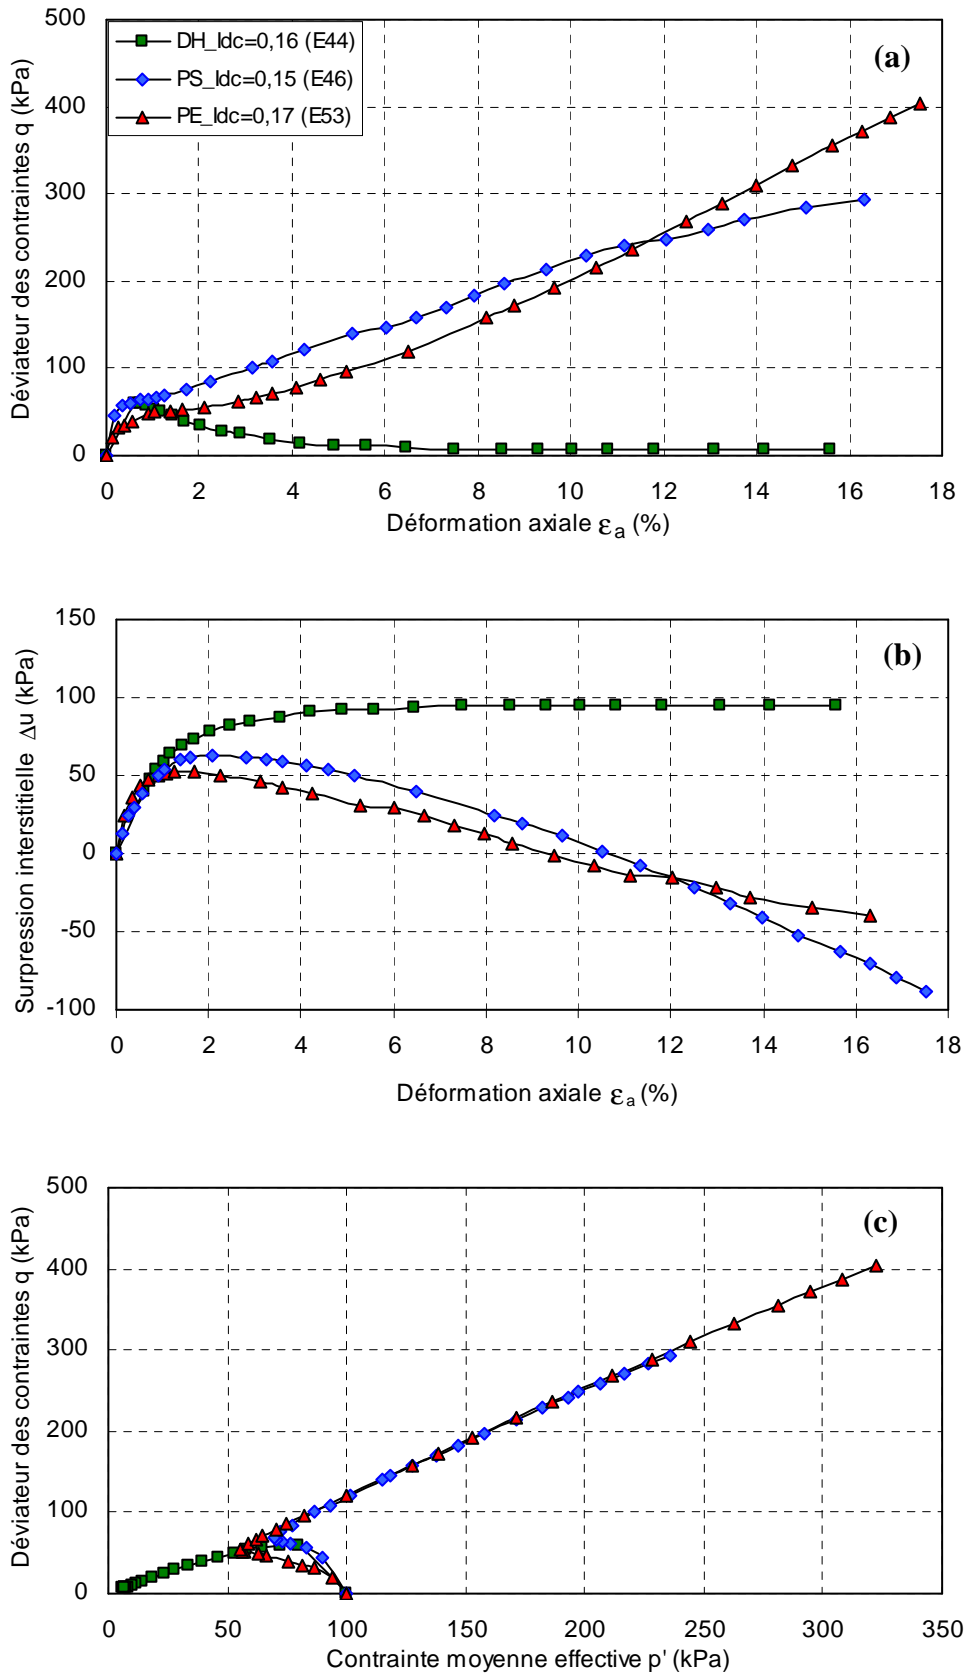 500
400
300
200
100
0
Déviateur des contraintes q (kPa)
DH_Idc=0,16 (E44)
PS_Idc=0,15 (E46)
PE_Idc=0,17 (E53)
(a)
0 2 4 6 8 10 12 14 16 18
Déformation axiale εa (%)
150
100
50
0
-50
-100
Surpression interstitielle Δu (kPa)
(b)
0 2 4 6 8 10 12 14 16 18
Déformation axiale εa (%)
500
400
300
200
100
0
Déviateur des contraintes q (kPa)
(c)
0 50 100 150 200 250 300 350
Contrainte moyenne effective p' (kPa)